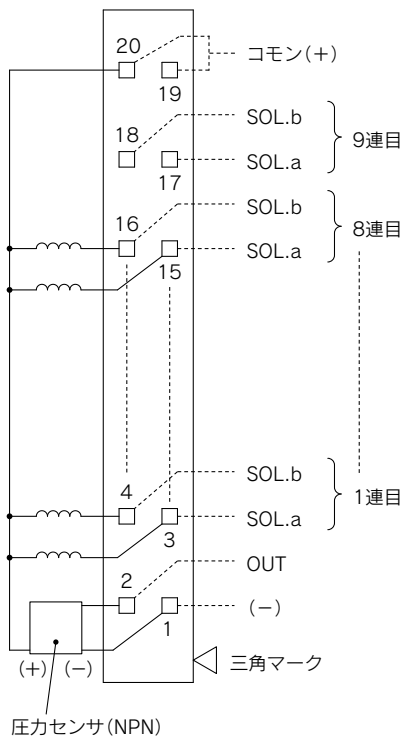 20
コモン(+)
19
18
SOL.b
9連目
17
SOL.a
16
SOL.b
8連目
15
SOL.a
4
SOL.b
1連目
3
SOL.a
2
OUT
1
(−)
(+) (−)
三角マーク
圧力センサ(NPN)